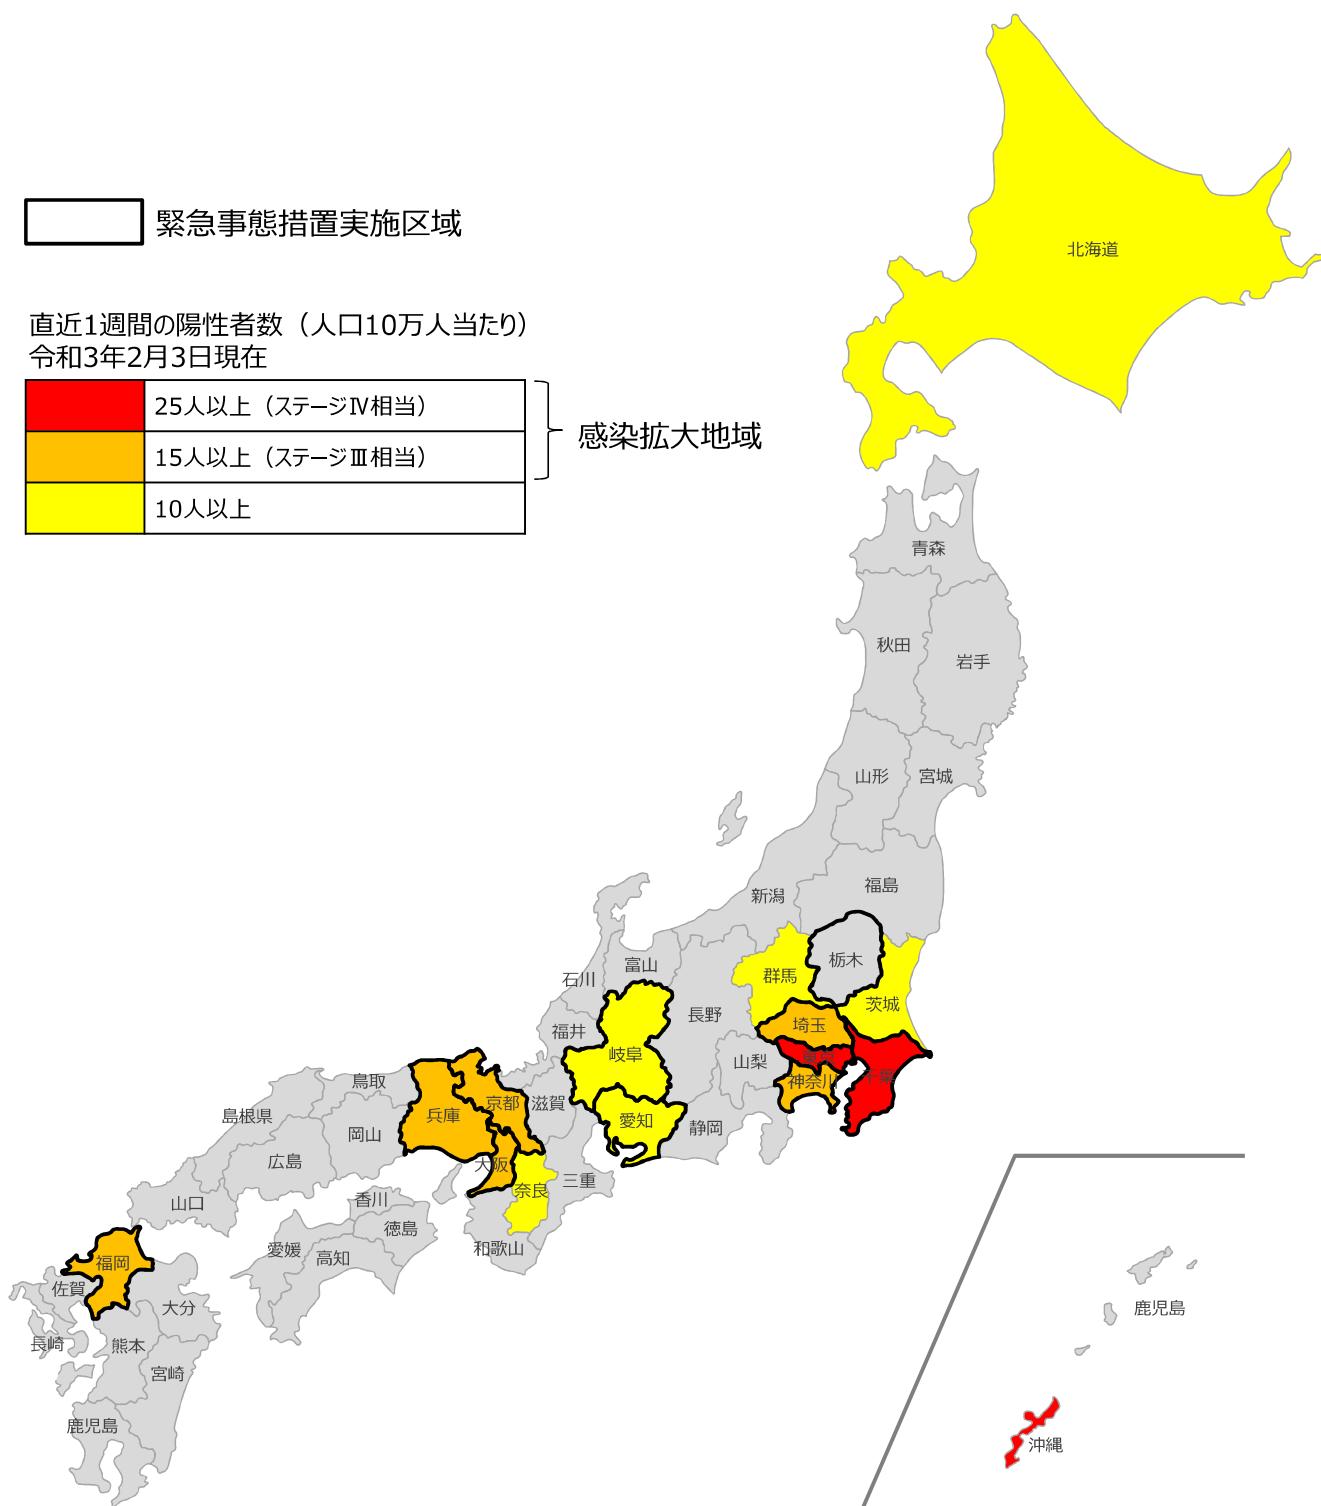 緊急事態措置実施区域
直近1週間の陽性者数（人口10万人当たり）
令和3年2月3日現在
25人以上（ステージⅣ相当）
15人以上（ステージⅢ相当）
10人以上
感染拡大地域
北海道
青森
秋田
岩手
山形
宮城
福島
新潟
栃木
群馬
茨城
富山
石川
長野
埼玉
福井
岐阜
東京
山梨
千葉
神奈川
鳥取
京都
滋賀
兵庫
島根県
愛知
静岡
岡山
広島
大阪
奈良
三重
山口
香川
徳島
和歌山
愛媛
高知
福岡
佐賀
大分
長崎
熊本
宮崎
鹿児島
鹿児島
沖縄